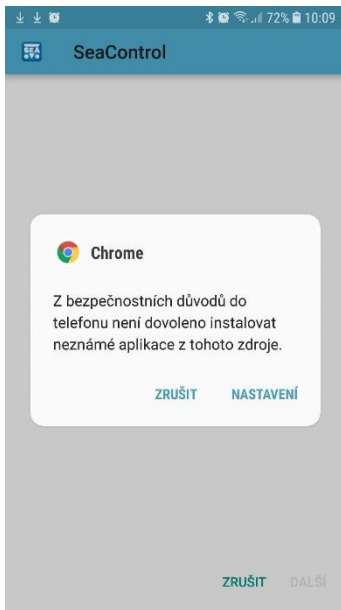 72% 10:09
SEA
SeaControl
Chrome
Z bezpečnostních důvodů do
telefonu není dovoleno instalovat
neznámé aplikace z tohoto zdroje.
ZRUŠIT NASTAVENÍ
ZRUŠIT DALŠÍ